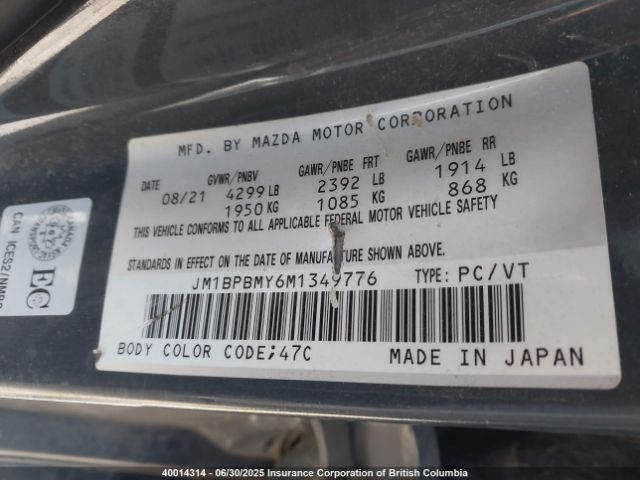 MFD. BY MAZDA MOTOR CORPORATION
DATE GVWR/PNBV GAWR/PNBE FRT GAWR/PNBE RR
08/21 4299 LB 2392 LB 1914 LB
1950 KG 1085 KG 868 KG
THIS VEHICLE CONFORMS TO ALL APPLICABLE FEDERAL MOTOR VEHICLE SAFETY
STANDARDS IN EFFECT ON THE DATE OF MANUFACTURE SHOWN ABOVE.
JM1BPBMY6M1349776 TYPE: PC/VT
BODY COLOR CODE;47C MADE IN JAPAN
CAN ICES2/NMB2
EC
40014314 - 06/30/2025 Insurance Corporation of British Columbia